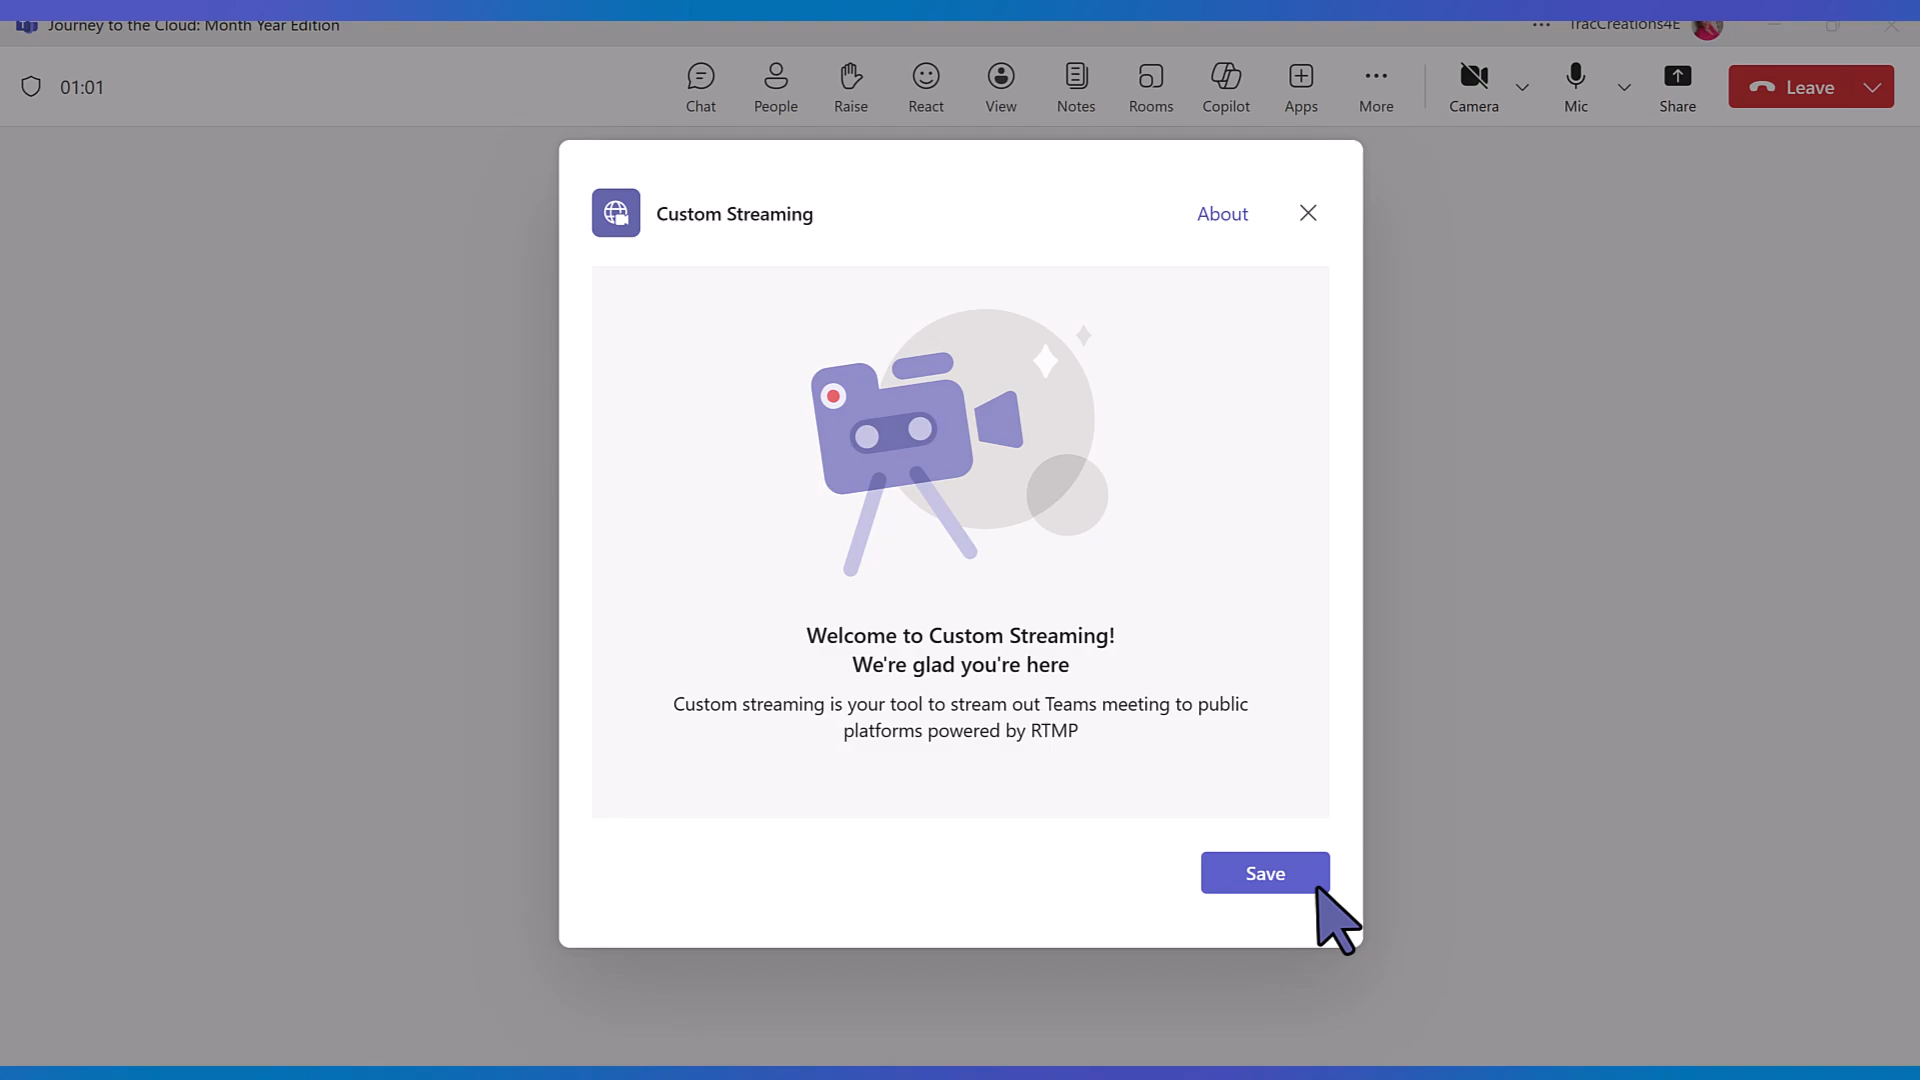 Journey to the Cloud: Month Year Edition
TracCreations4E
01:01
Chat
People
Raise
React
View
Notes
Rooms
Copilot
Apps
More
Camera
Mic
Share
Leave
Custom Streaming
About
Welcome to Custom Streaming!
We're glad you're here
Custom streaming is your tool to stream out Teams meeting to public
platforms powered by RTMP
Save